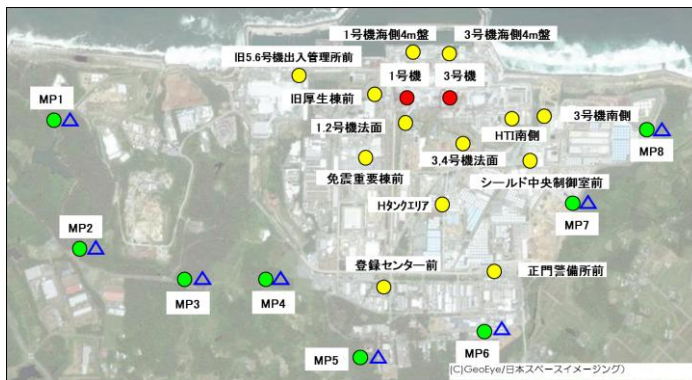 1号機海側4m盤
3号機海側4m盤
旧5.6号機出入管理所前
1号機
3号機
MP1
旧厚生棟前
1.2号機法面
HTI南側
3号機南側
MP8
3,4号機法面
免震重要棟前
シールド中央制御室前
Hタンクエリア
MP2
MP7
登録センター前
正門警備所前
MP3
MP4
MP5
MP6
(C)GeoEye/日本スペースイメージング)